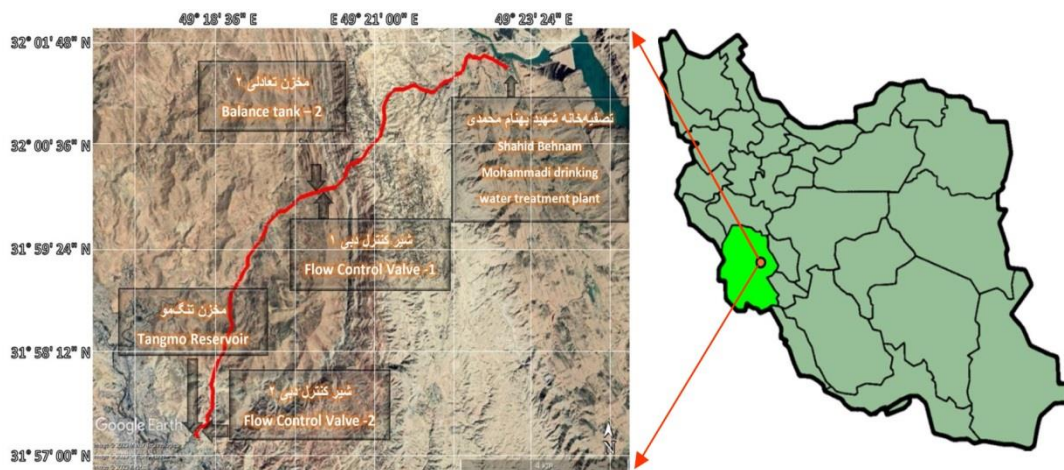 49° 18' 36" E
E 49° 21' 00" E
49° 23' 24" E
32° 01' 48" N
32° 00' 36" N
31° 59' 24" N
31° 58' 12" N
31° 57' 00" N
مخزن تعادلی ۲
Balance tank – 2
تصفیه‌خانه شهید بهنام محمدی
Shahid Behnam
Mohammadi drinking
water treatment plant
شیر کنترل دبی ۱
Flow Control Valve -1
مخزن تنگ‌مو
Tangmo Reservoir
شیر کنترل دبی ۲
Flow Control Valve -2
Google Earth